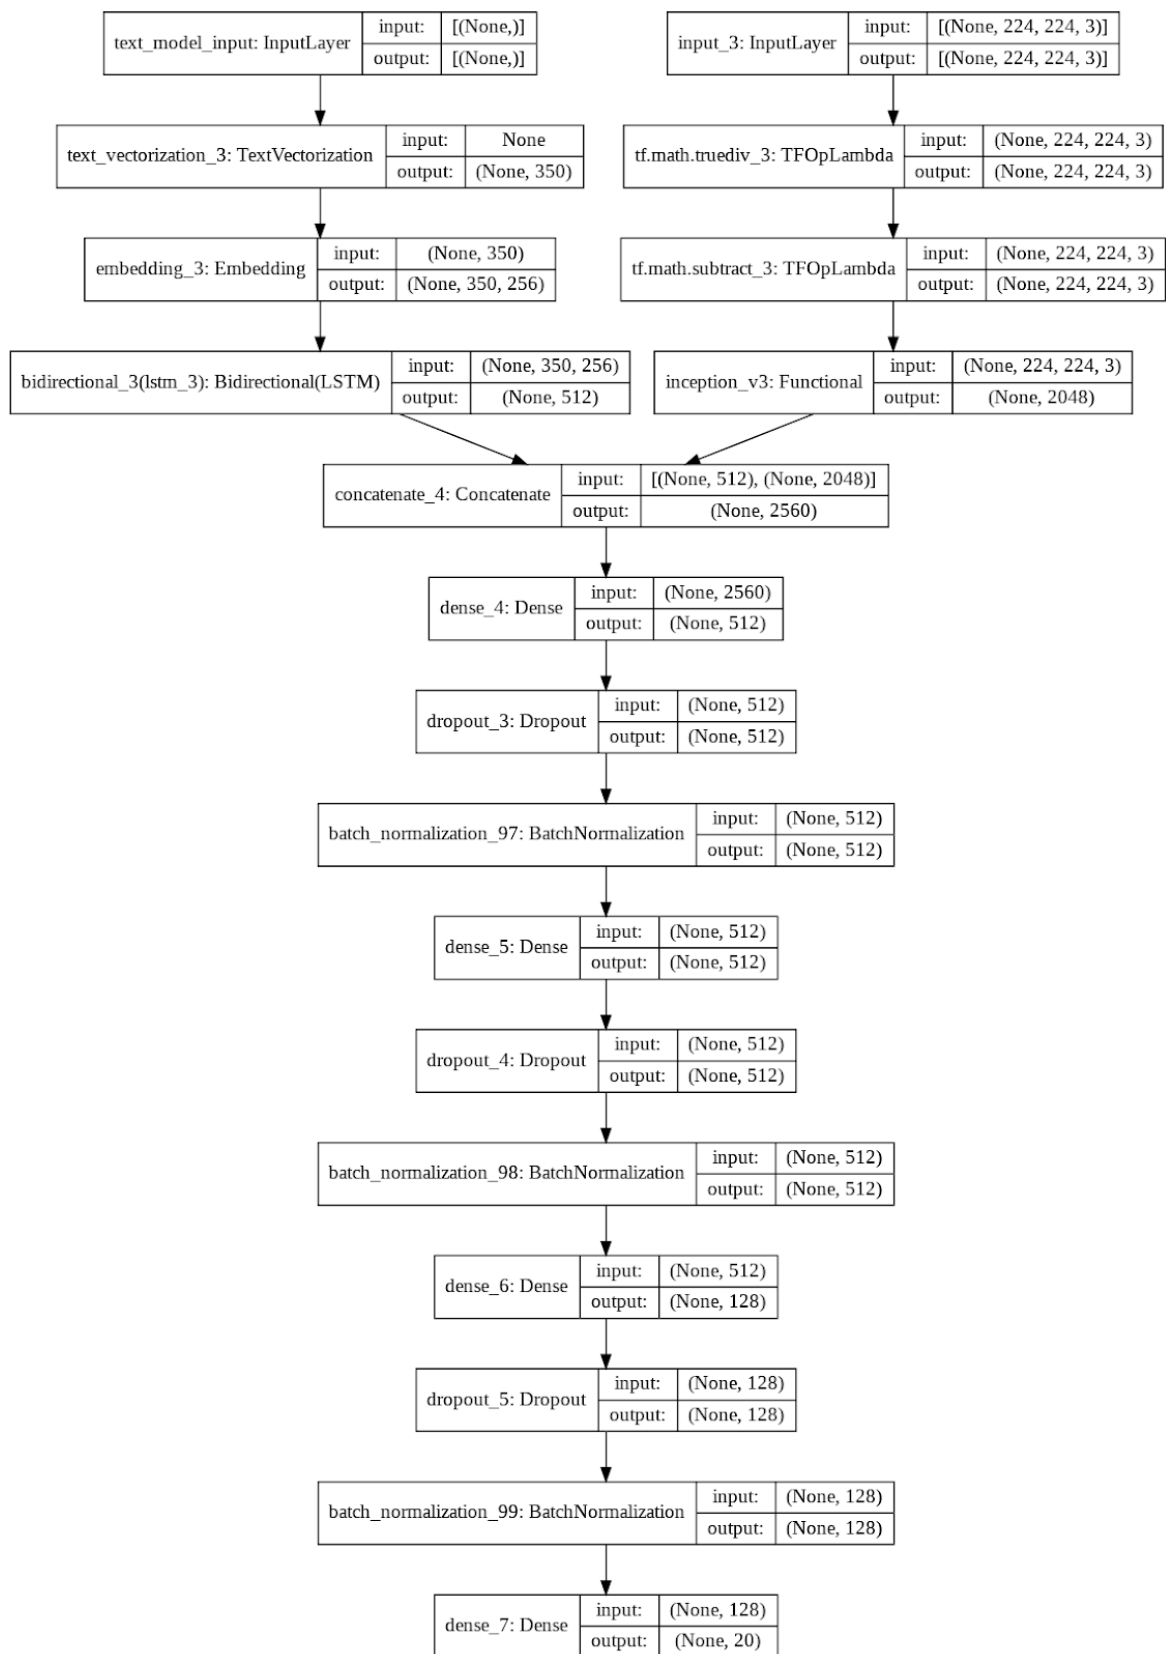 text_model_input: InputLayer
input: [(None,)]
output: [(None,)]
input_3: InputLayer
input: [(None, 224, 224, 3)]
output: [(None, 224, 224, 3)]
text_vectorization_3: TextVectorization
input: None
output: (None, 350)
tf.math.truediv_3: TFOpLambda
input: (None, 224, 224, 3)
output: (None, 224, 224, 3)
embedding_3: Embedding
input: (None, 350)
output: (None, 350, 256)
tf.math.subtract_3: TFOpLambda
input: (None, 224, 224, 3)
output: (None, 224, 224, 3)
bidirectional_3(lstm_3): Bidirectional(LSTM)
input: (None, 350, 256)
output: (None, 512)
inception_v3: Functional
input: (None, 224, 224, 3)
output: (None, 2048)
concatenate_4: Concatenate
input: [(None, 512), (None, 2048)]
output: (None, 2560)
dense_4: Dense
input: (None, 2560)
output: (None, 512)
dropout_3: Dropout
input: (None, 512)
output: (None, 512)
batch_normalization_97: BatchNormalization
input: (None, 512)
output: (None, 512)
dense_5: Dense
input: (None, 512)
output: (None, 512)
dropout_4: Dropout
input: (None, 512)
output: (None, 512)
batch_normalization_98: BatchNormalization
input: (None, 512)
output: (None, 512)
dense_6: Dense
input: (None, 512)
output: (None, 128)
dropout_5: Dropout
input: (None, 128)
output: (None, 128)
batch_normalization_99: BatchNormalization
input: (None, 128)
output: (None, 128)
dense_7: Dense
input: (None, 128)
output: (None, 20)